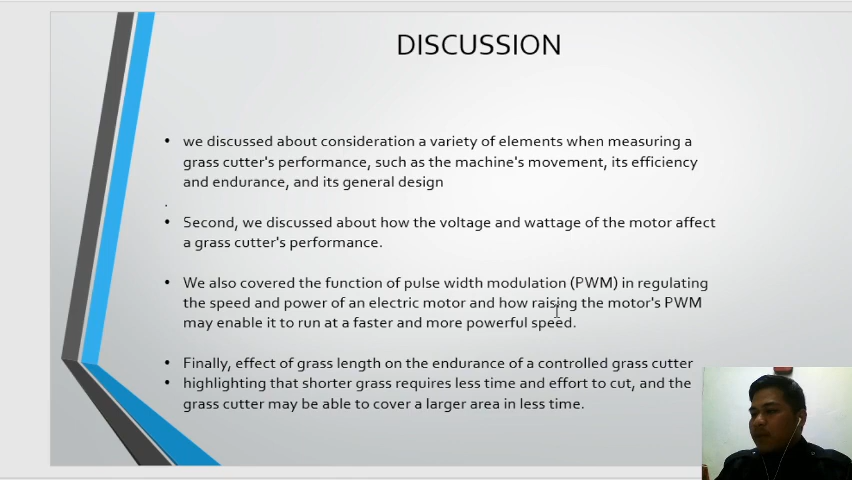 DISCUSSION
• we discussed about consideration a variety of elements when measuring a
grass cutter's performance, such as the machine's movement, its efficiency
and endurance, and its general design
.
• Second, we discussed about how the voltage and wattage of the motor affect
a grass cutter's performance.
• We also covered the function of pulse width modulation (PWM) in regulating
the speed and power of an electric motor and how raising the motor's PWM
may enable it to run at a faster and more powerful speed.
• Finally, effect of grass length on the endurance of a controlled grass cutter
• highlighting that shorter grass requires less time and effort to cut, and the
grass cutter may be able to cover a larger area in less time.